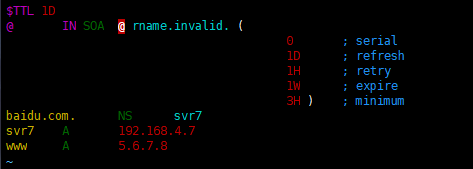 $TTL 1D
@ IN SOA @ rname.invalid. (
0 ; serial
1D ; refresh
1H ; retry
1W ; expire
3H ) ; minimum
baidu.com. NS svr7
svr7 A 192.168.4.7
www A 5.6.7.8
~